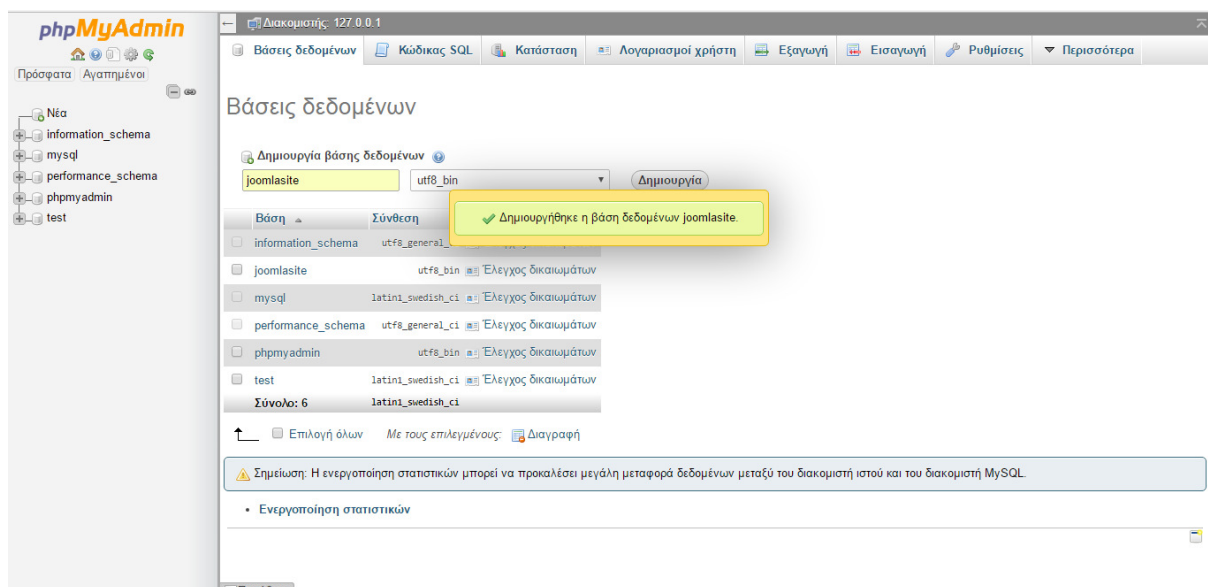 phpMyAdmin
Πρόσφατα Αγαπημένοι
Νέα
information_schema
mysql
performance_schema
phpmyadmin
test
Διακομιστής: 127.0.0.1
Βάσεις δεδομένων Κώδικας SQL Κατάσταση Λογαριασμοί χρήστη Εξαγωγή Εισαγωγή Ρυθμίσεις Περισσότερα
Βάσεις δεδομένων
Δημιουργία βάσης δεδομένων
joomlasite utf8_bin Δημιουργία
Δημιουργήθηκε η βάση δεδομένων joomlasite.
Βάση Σύνθεση
information_schema utf8_general_
joomlasite utf8_bin Έλεγχος δικαιωμάτων
mysql latin1_swedish_ci Έλεγχος δικαιωμάτων
performance_schema utf8_general_ci Έλεγχος δικαιωμάτων
phpmyadmin utf8_bin Έλεγχος δικαιωμάτων
test latin1_swedish_ci Έλεγχος δικαιωμάτων
Σύνολο: 6 latin1_swedish_ci
Επιλογή όλων Με τους επιλεγμένους: Διαγραφή
Σημείωση: Η ενεργοποίηση στατιστικών μπορεί να προκαλέσει μεγάλη μεταφορά δεδομένων μεταξύ του διακομιστή ιστού και του διακομιστή MySQL.
• Ενεργοποίηση στατιστικών